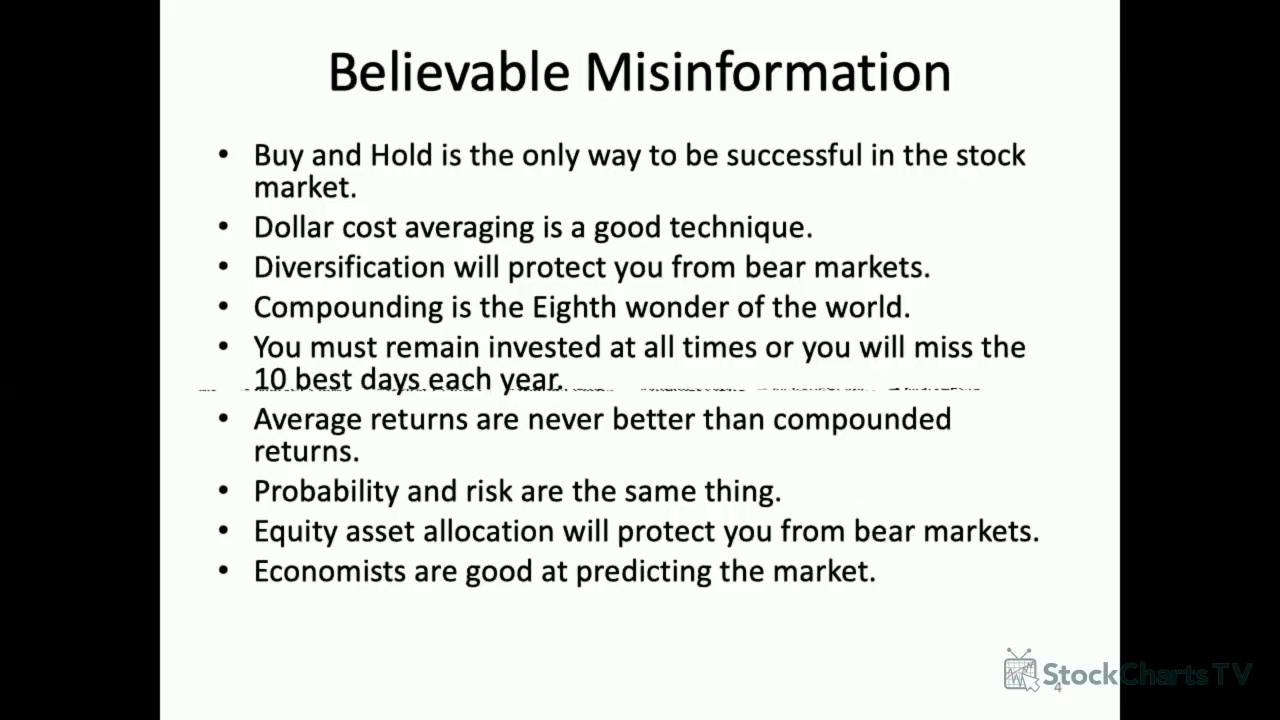 Believable Misinformation
• Buy and Hold is the only way to be successful in the stock
market.
• Dollar cost averaging is a good technique.
• Diversification will protect you from bear markets.
• Compounding is the Eighth wonder of the world.
• You must remain invested at all times or you will miss the
10 best days each year.
• Average returns are never better than compounded
returns.
• Probability and risk are the same thing.
• Equity asset allocation will protect you from bear markets.
• Economists are good at predicting the market.
StockChartsTV
4